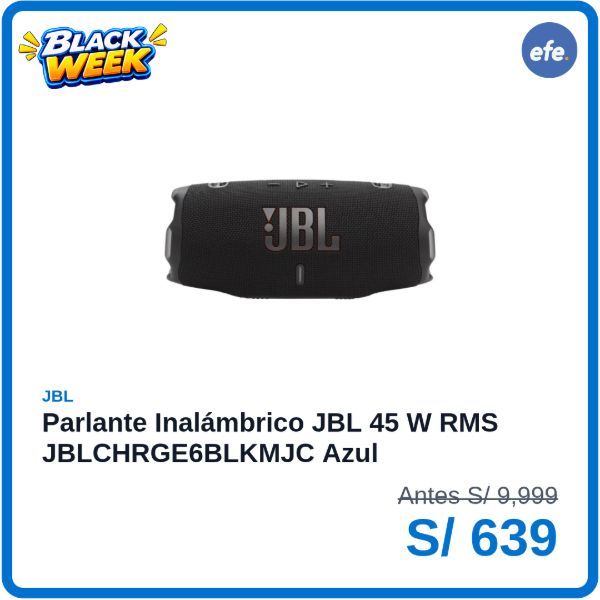 BLACK
WEEK
efe.
JBL
JBL
Parlante Inalámbrico JBL 45 W RMS
JBLCHRGE6BLKMJC Azul
Antes S/ 9,999
S/ 639